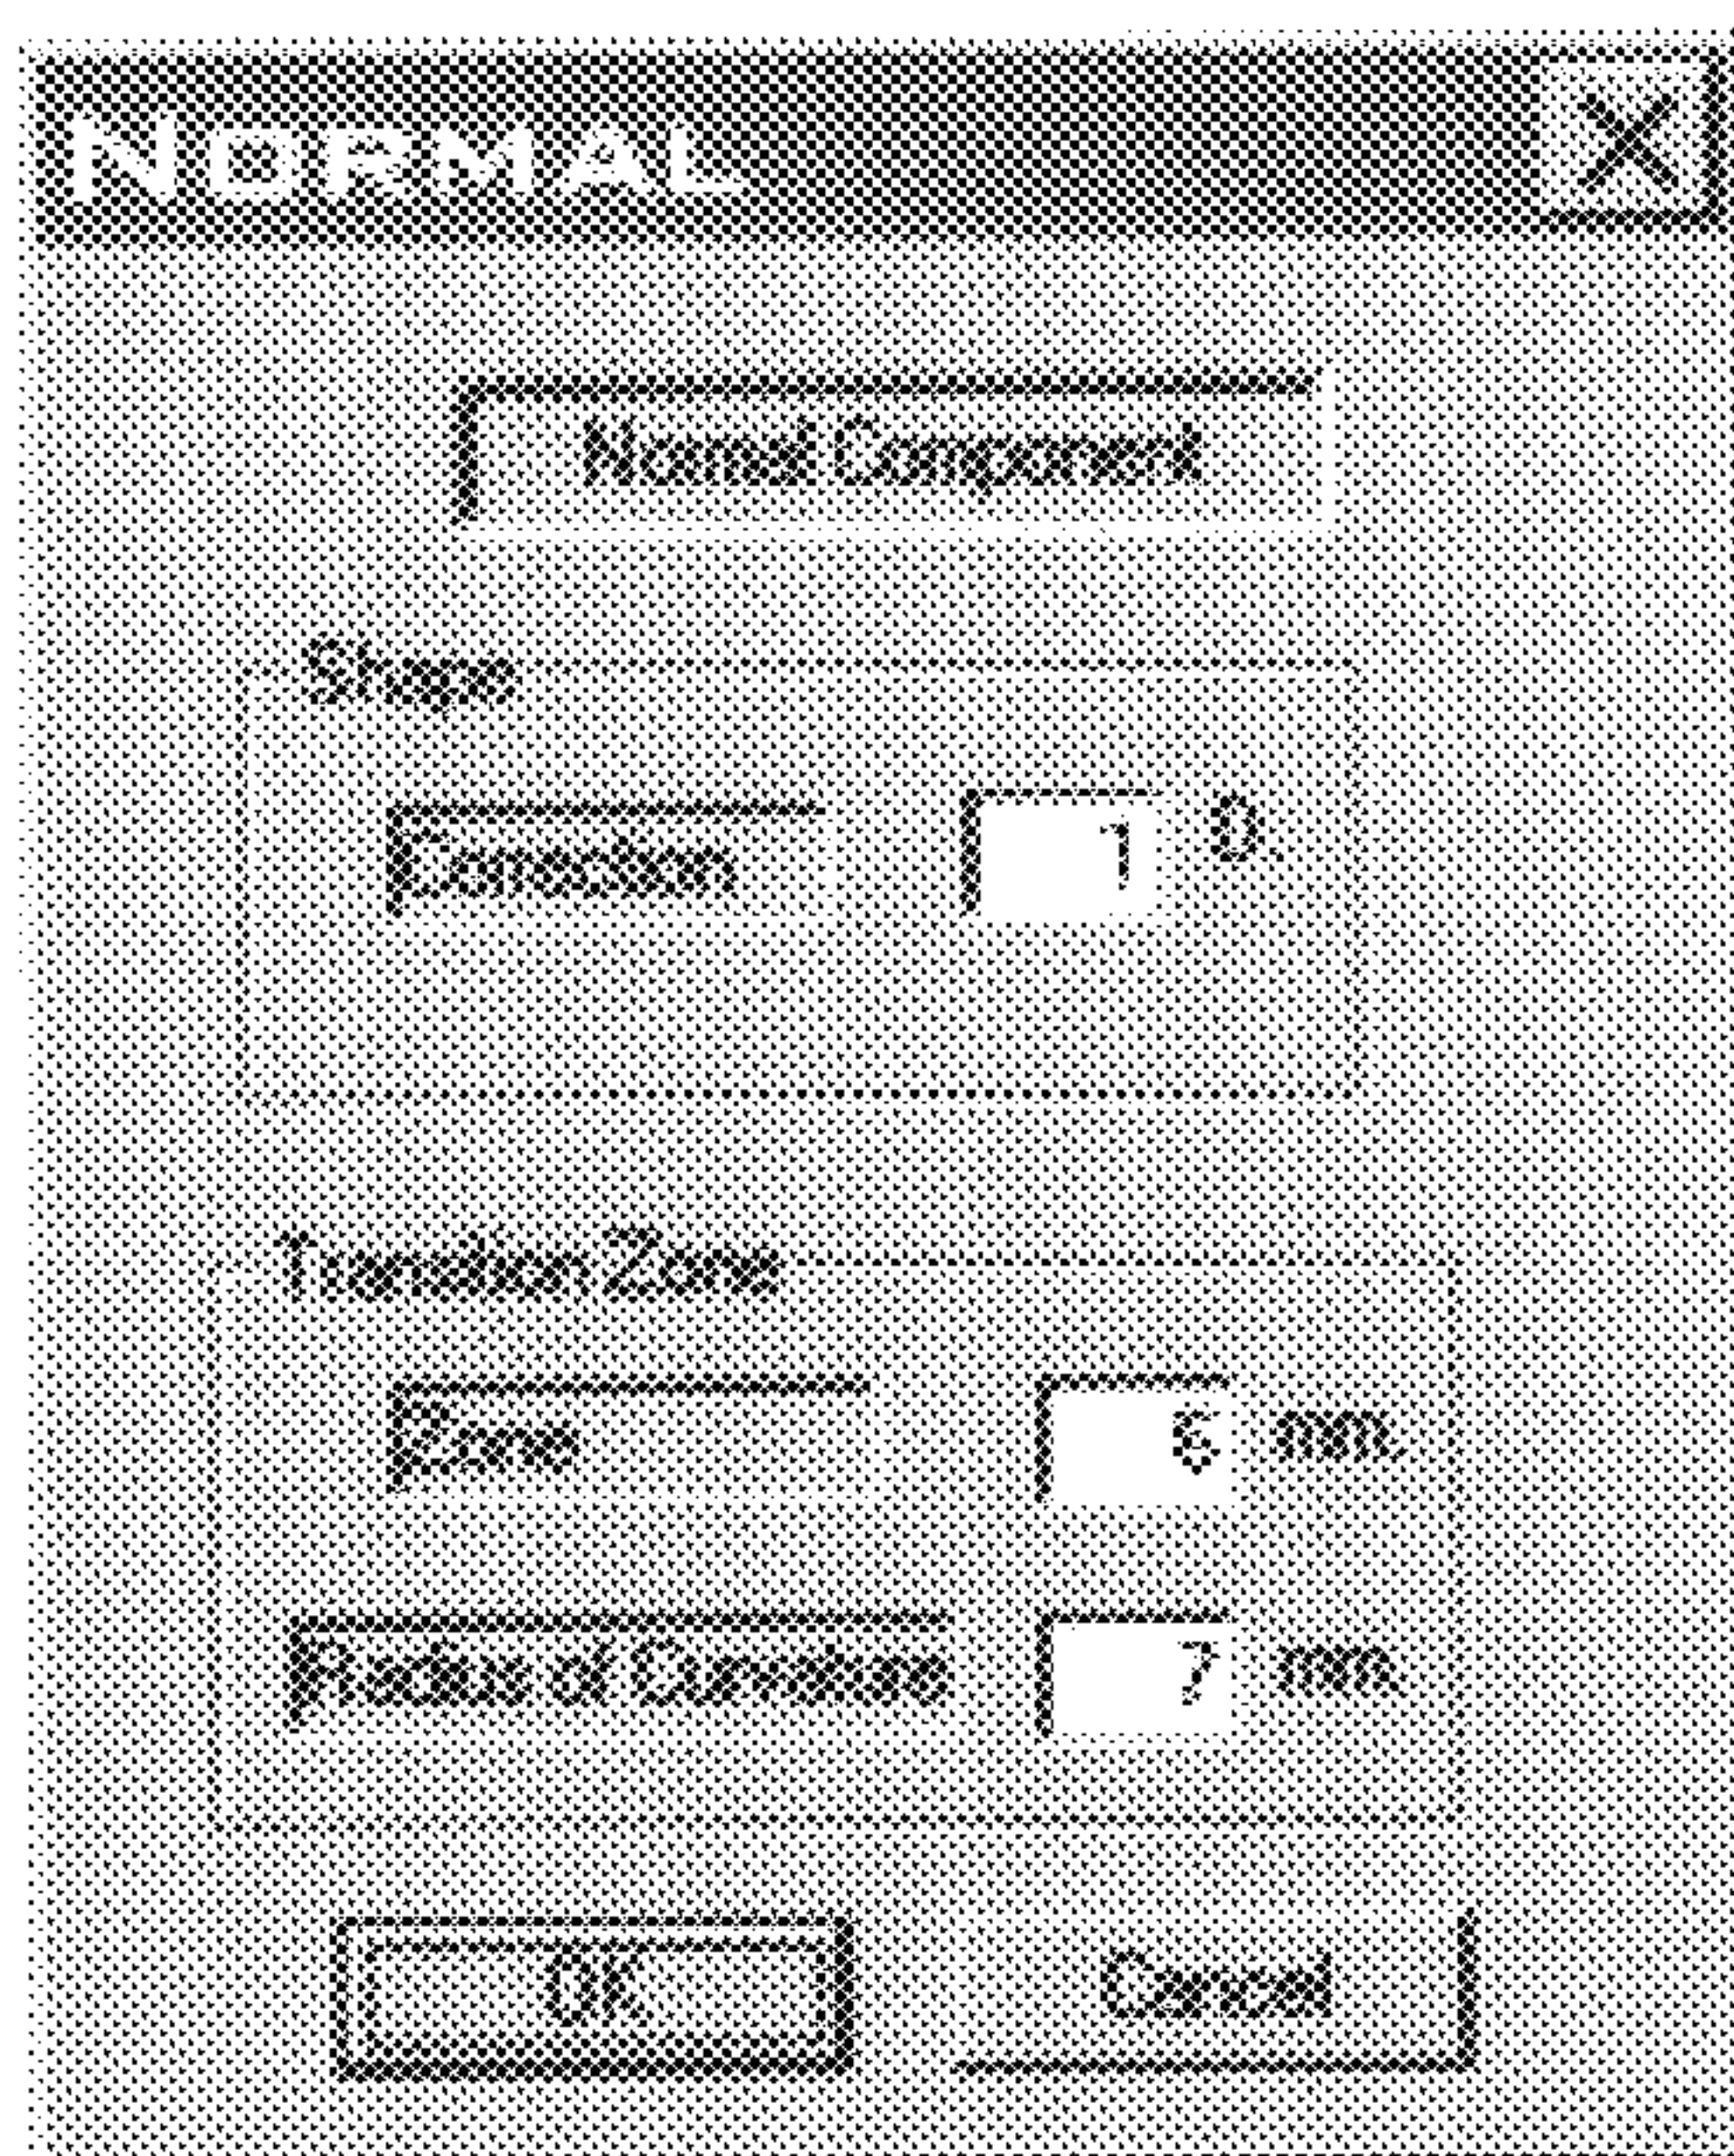 NORMAL
Normal Component
Shape
Correction 1 D.
Transition Zone
Zone 6 mm.
Radius of Curvature 7 mm.
OK Cancel